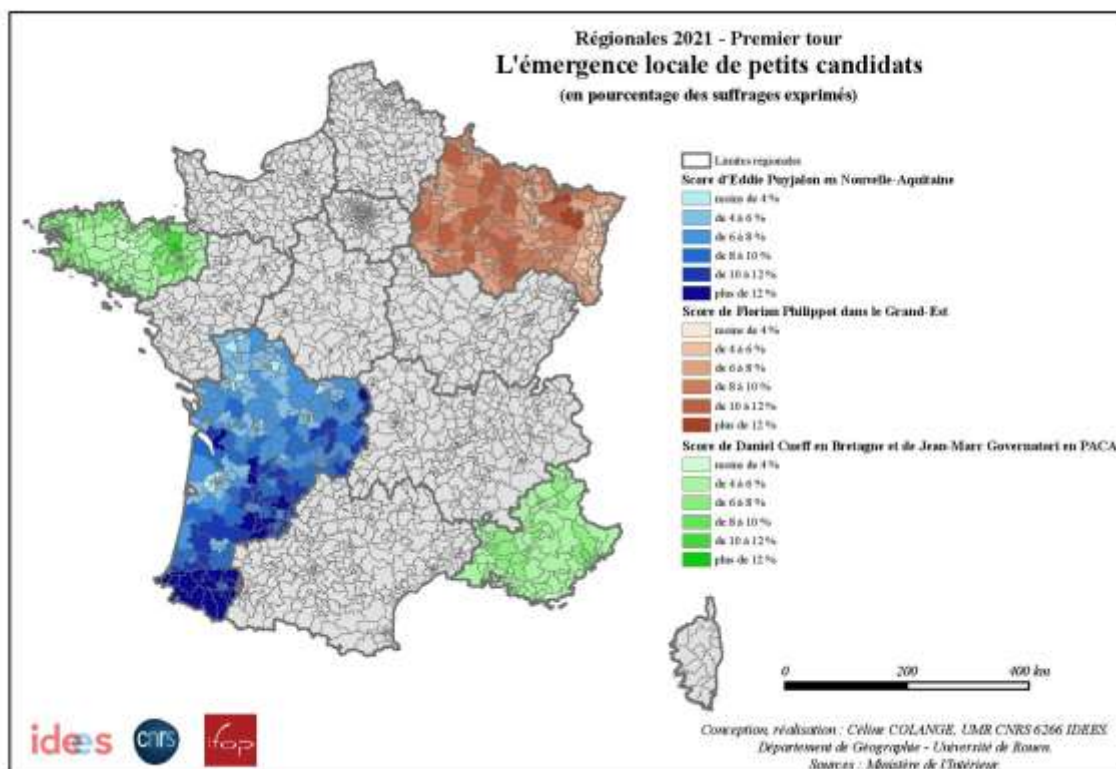 Régionales 2021 - Premier tour
L'émergence locale de petits candidats
(en pourcentage des suffrages exprimés)
Limites régionales
Score d'Eddie Puyjalon en Nouvelle-Aquitaine
moins de 4 %
de 4 à 6 %
de 6 à 8 %
de 8 à 10 %
de 10 à 12 %
plus de 12 %
Score de Florian Philippot dans le Grand-Est
moins de 4 %
de 4 à 6 %
de 6 à 8 %
de 8 à 10 %
de 10 à 12 %
plus de 12 %
Score de Daniel Cueff en Bretagne et de Jean-Marc Governatori en PACA
moins de 4 %
de 4 à 6 %
de 6 à 8 %
de 8 à 10 %
de 10 à 12 %
plus de 12 %
0 200 400 km
idees cnrs ifop
Conception, réalisation : Céline COLANGE, UMR CNRS 6266 IDEES.
Département de Géographie - Université de Rouen.
Sources : Ministère de l'Intérieur